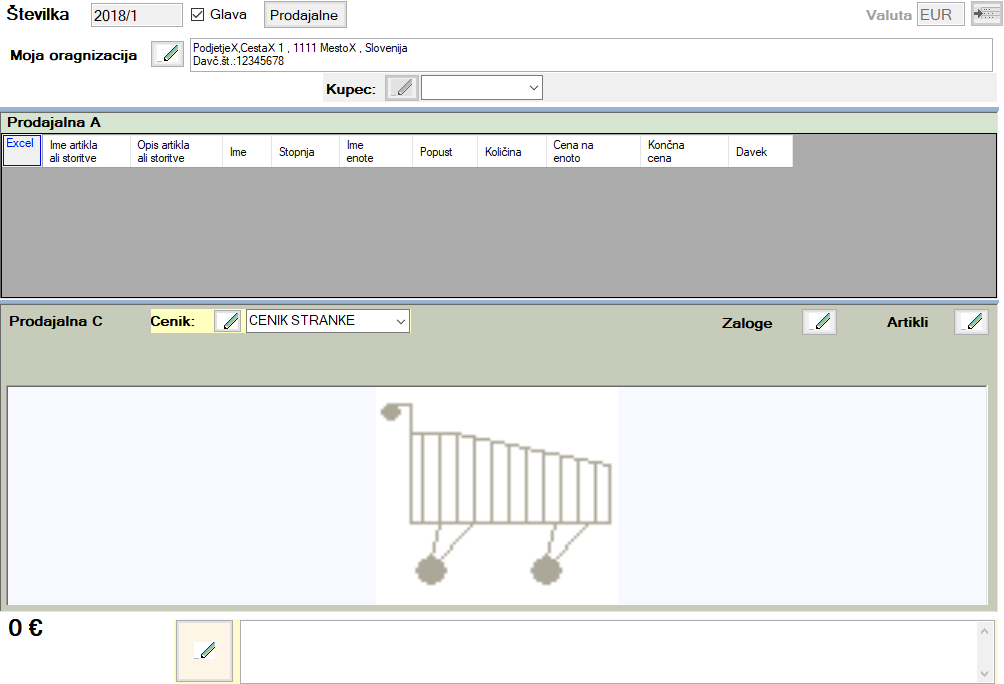 Številka 2018/1 Glava Prodajalne Valuta EUR
Moja oragnizacija
PodjetjeX,CestaX 1 , 1111 MestoX , Slovenija
Davč.št.:12345678
Kupec:
Prodajalna A
Excel
Ime artikla
ali storitve
Opis artikla
ali storitve
Ime
Stopnja
Ime
enote
Popust
Količina
Cena na
enoto
Končna
cena
Davek
Prodajalna C Cenik: CENIK STRANKE Zaloge Artikli
0 €